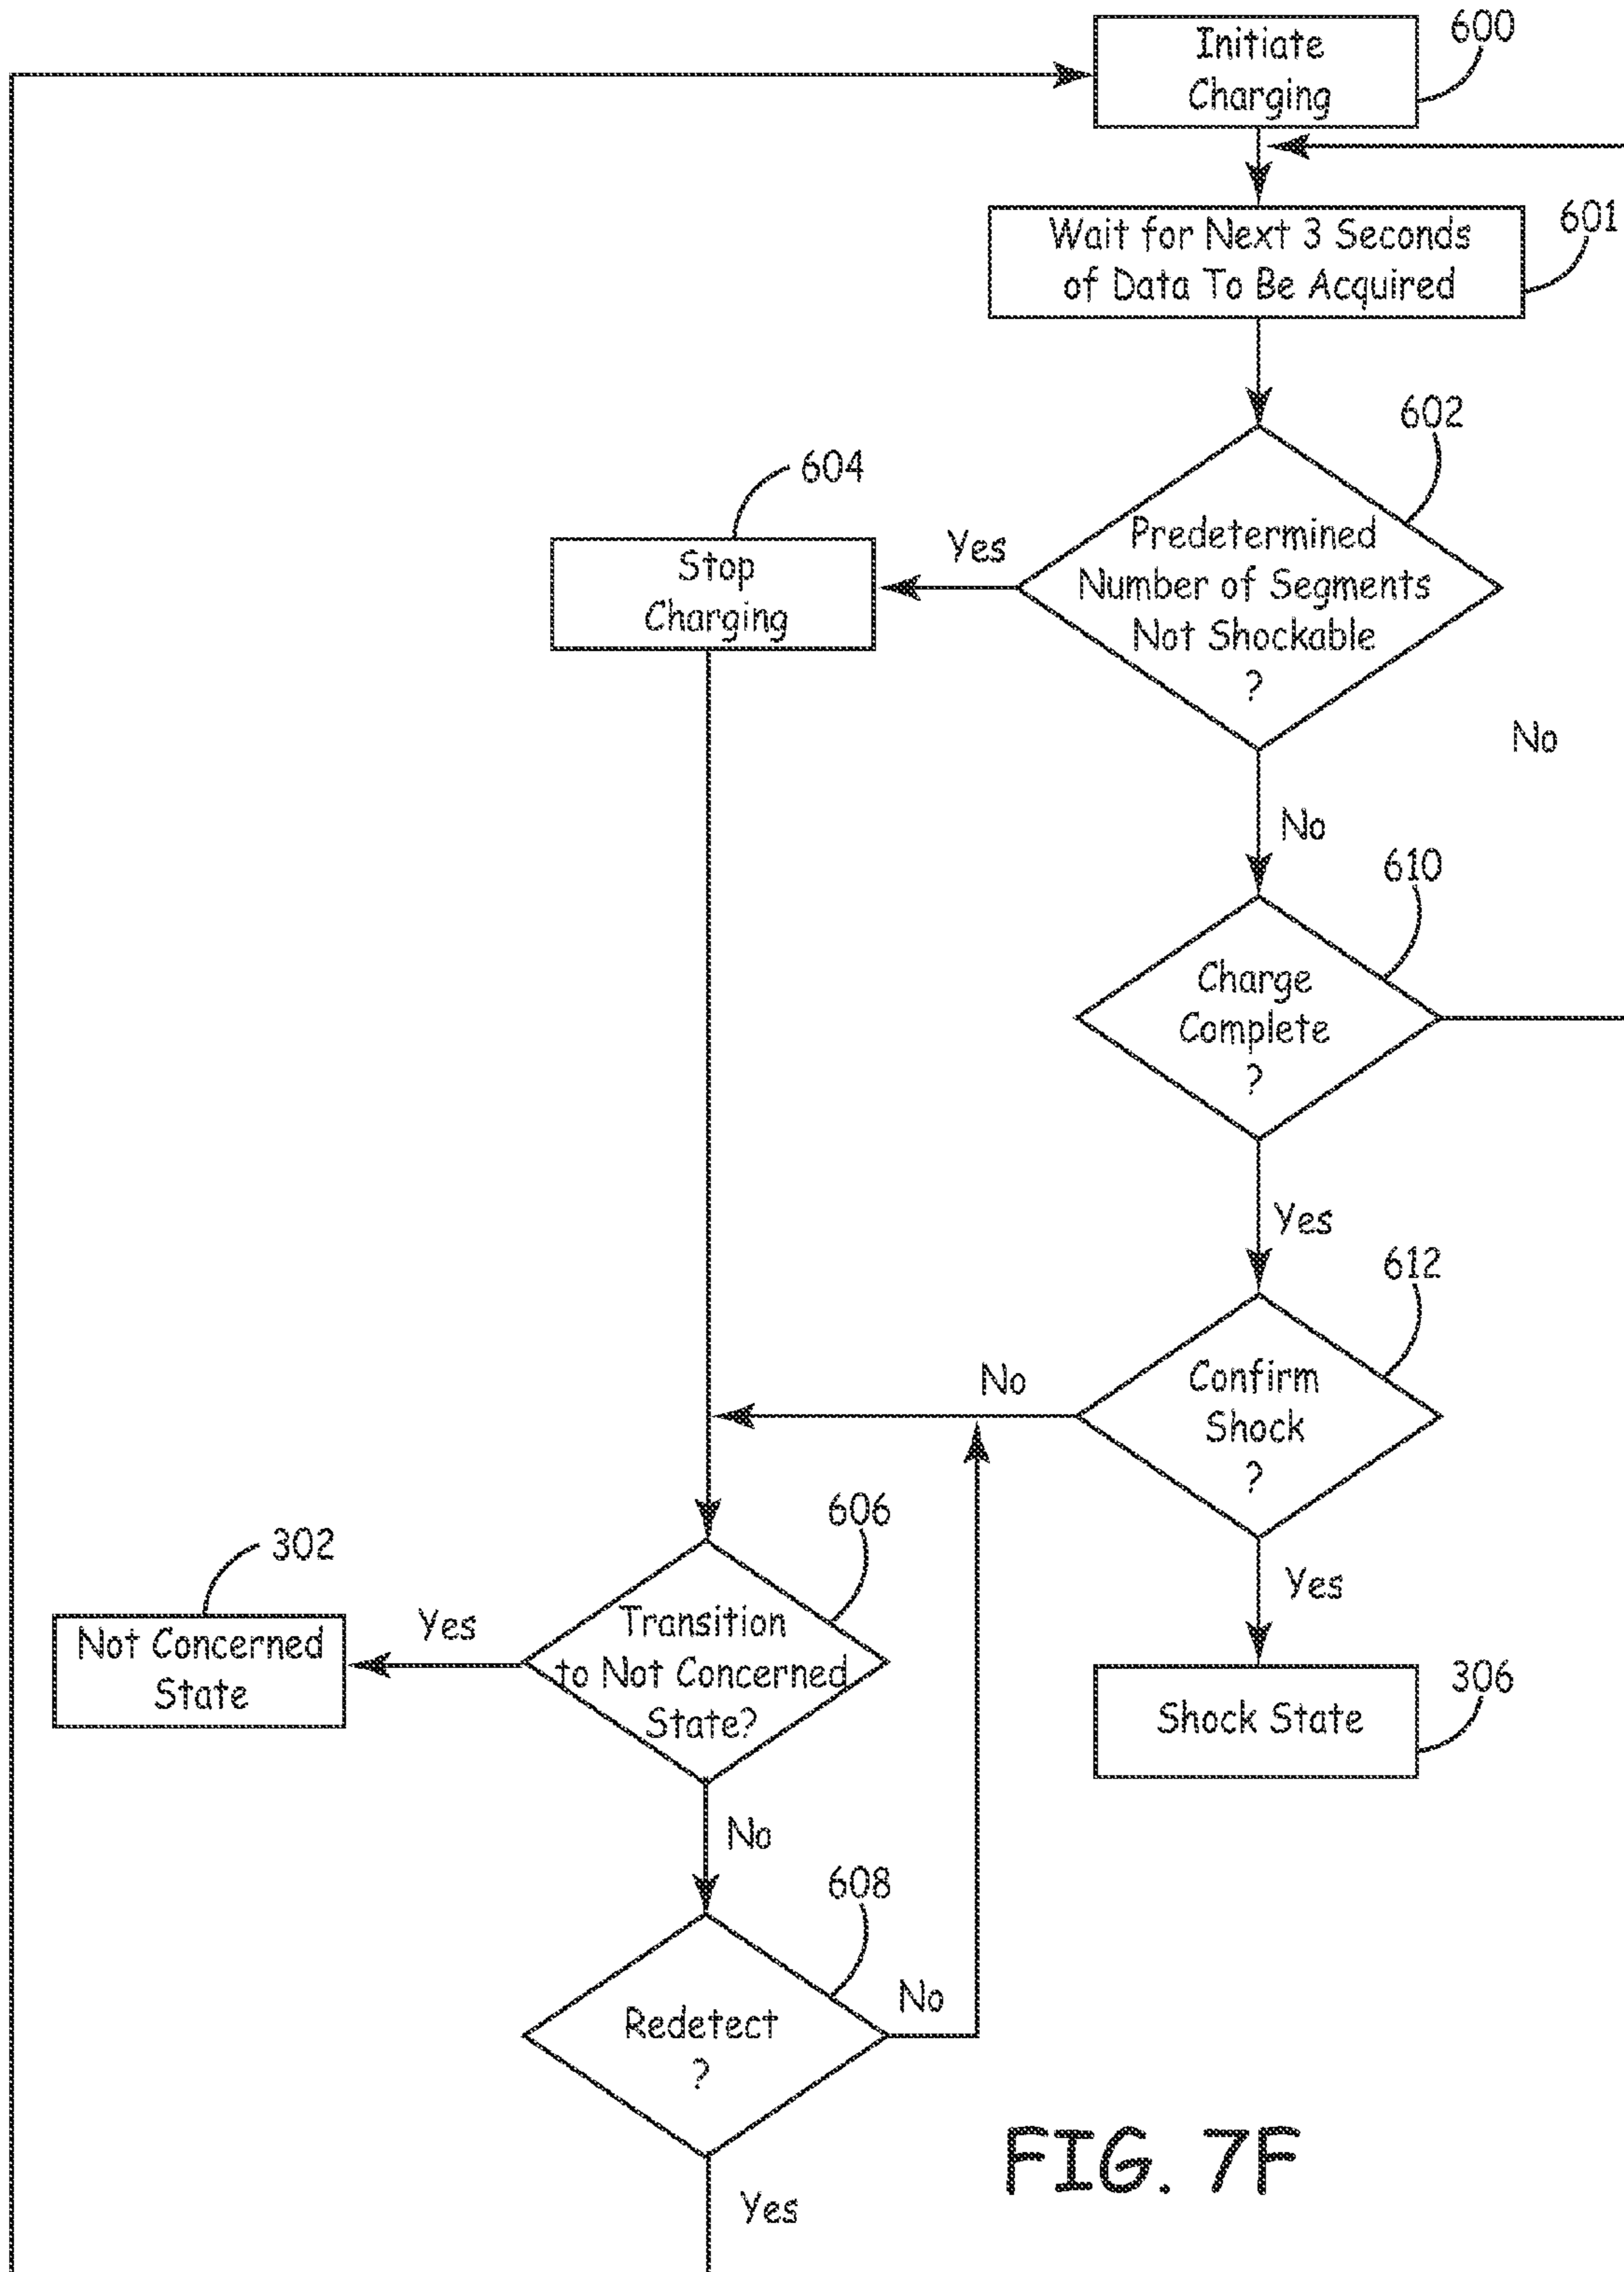 Initiate
Charging
600
Wait for Next 3 Seconds
of Data To Be Acquired
601
602
604
Stop
Charging
Yes
Predetermined
Number of Segments
Not Shockable
?
No
No
610
Charge
Complete
?
Yes
612
No
Confirm
Shock
?
606
302
Not Concerned
State
Yes
Transition
to Not Concerned
State?
Yes
Shock State
306
No
608
Redetect
?
No
Yes
FIG. 7F